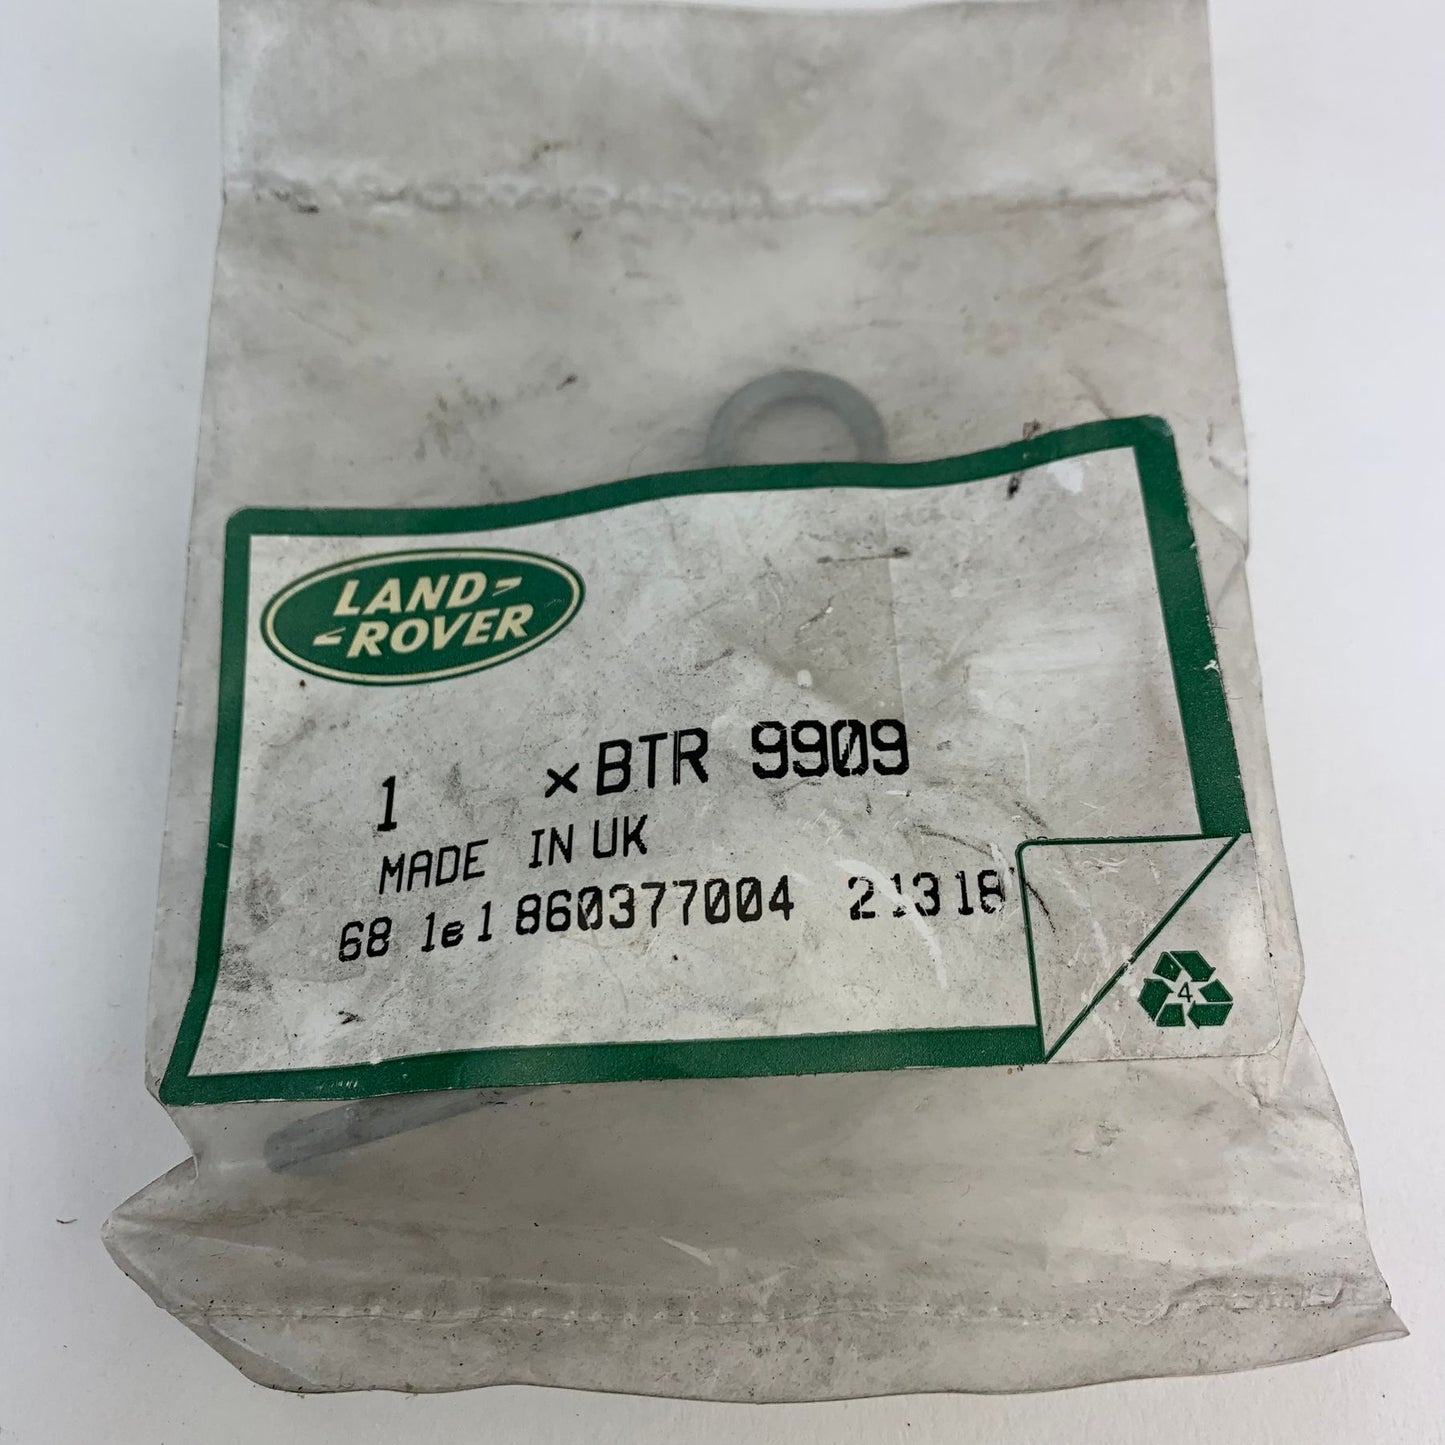 LAND
ROVER
1 × BTR 9909
MADE IN UK
68 1e1 860377004 21318
4